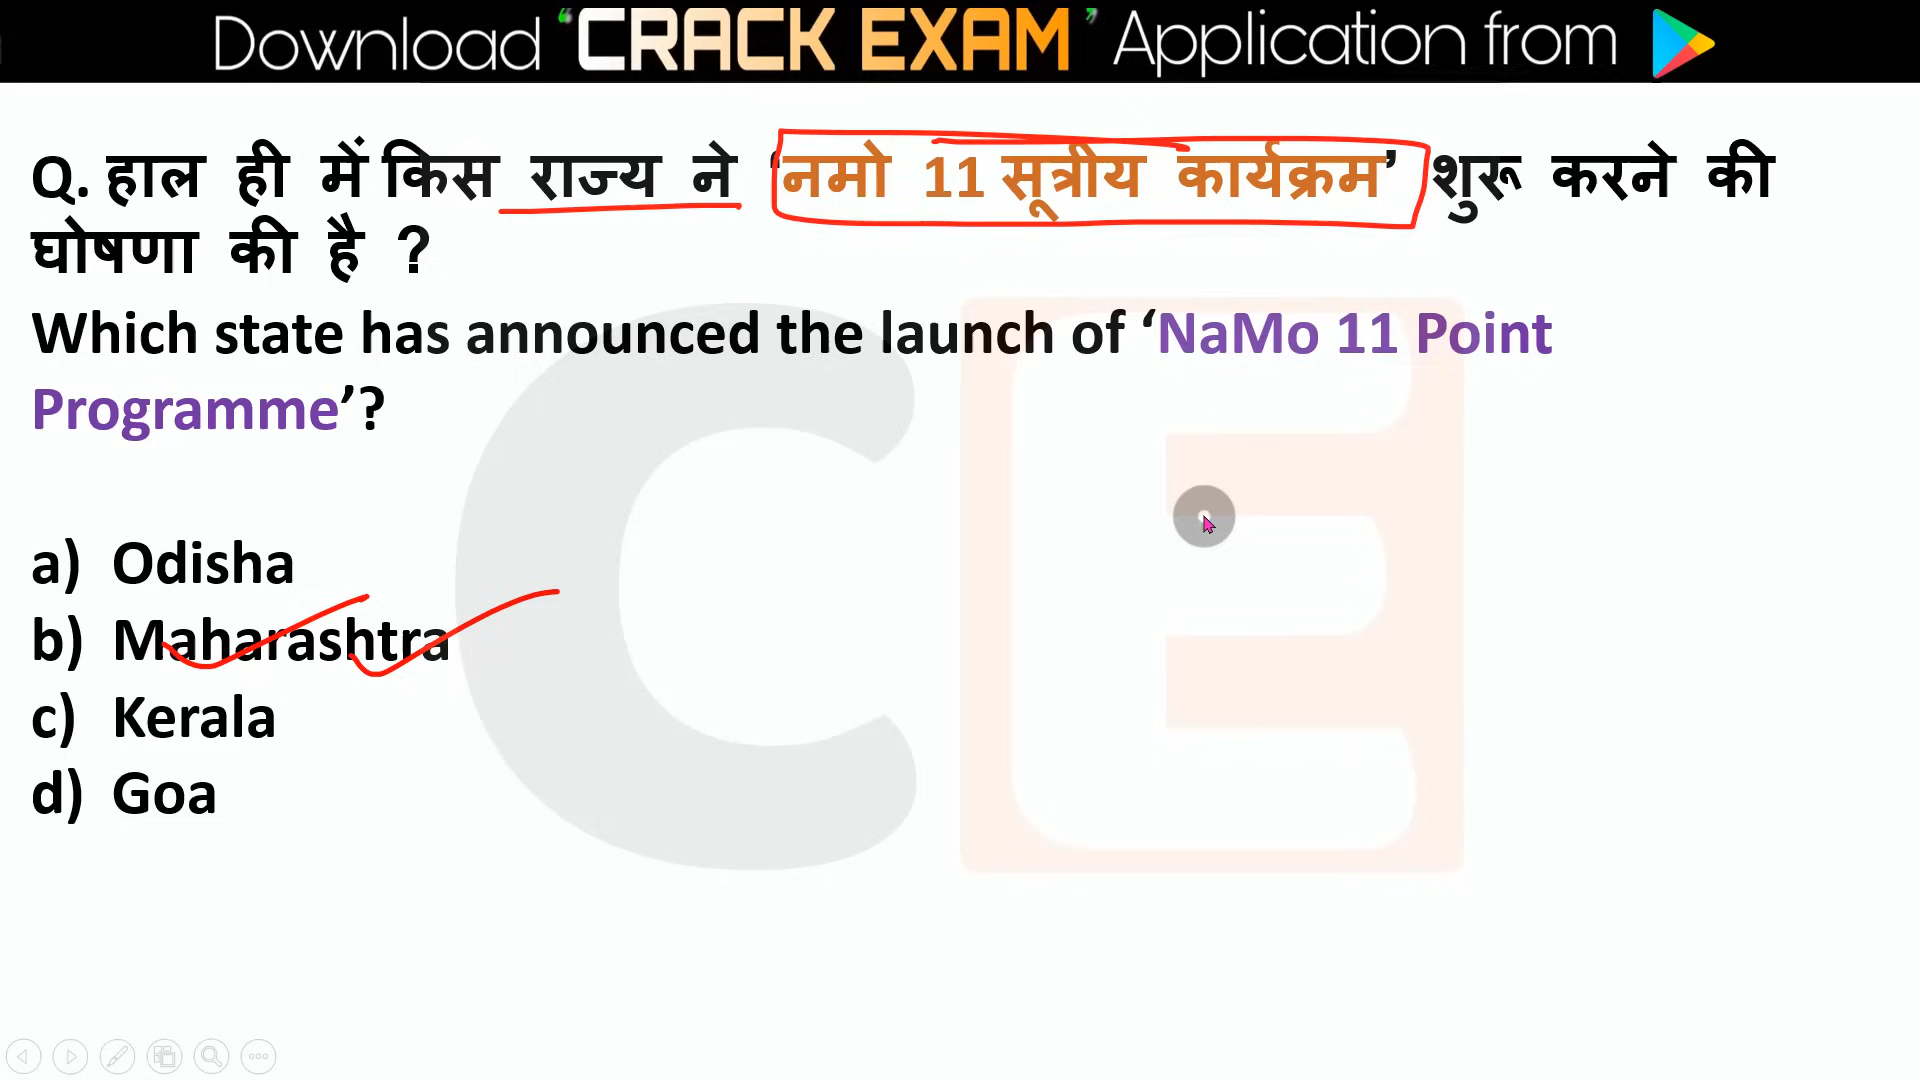 Download ‘CRACK EXAM’ Application from
Q. हाल ही में किस राज्य ने ‘नमो 11 सूत्रीय कार्यक्रम’ शुरू करने की
घोषणा की है ?
Which state has announced the launch of ‘NaMo 11 Point
Programme’?
a) Odisha
b) Maharashtra
c) Kerala
d) Goa
CE